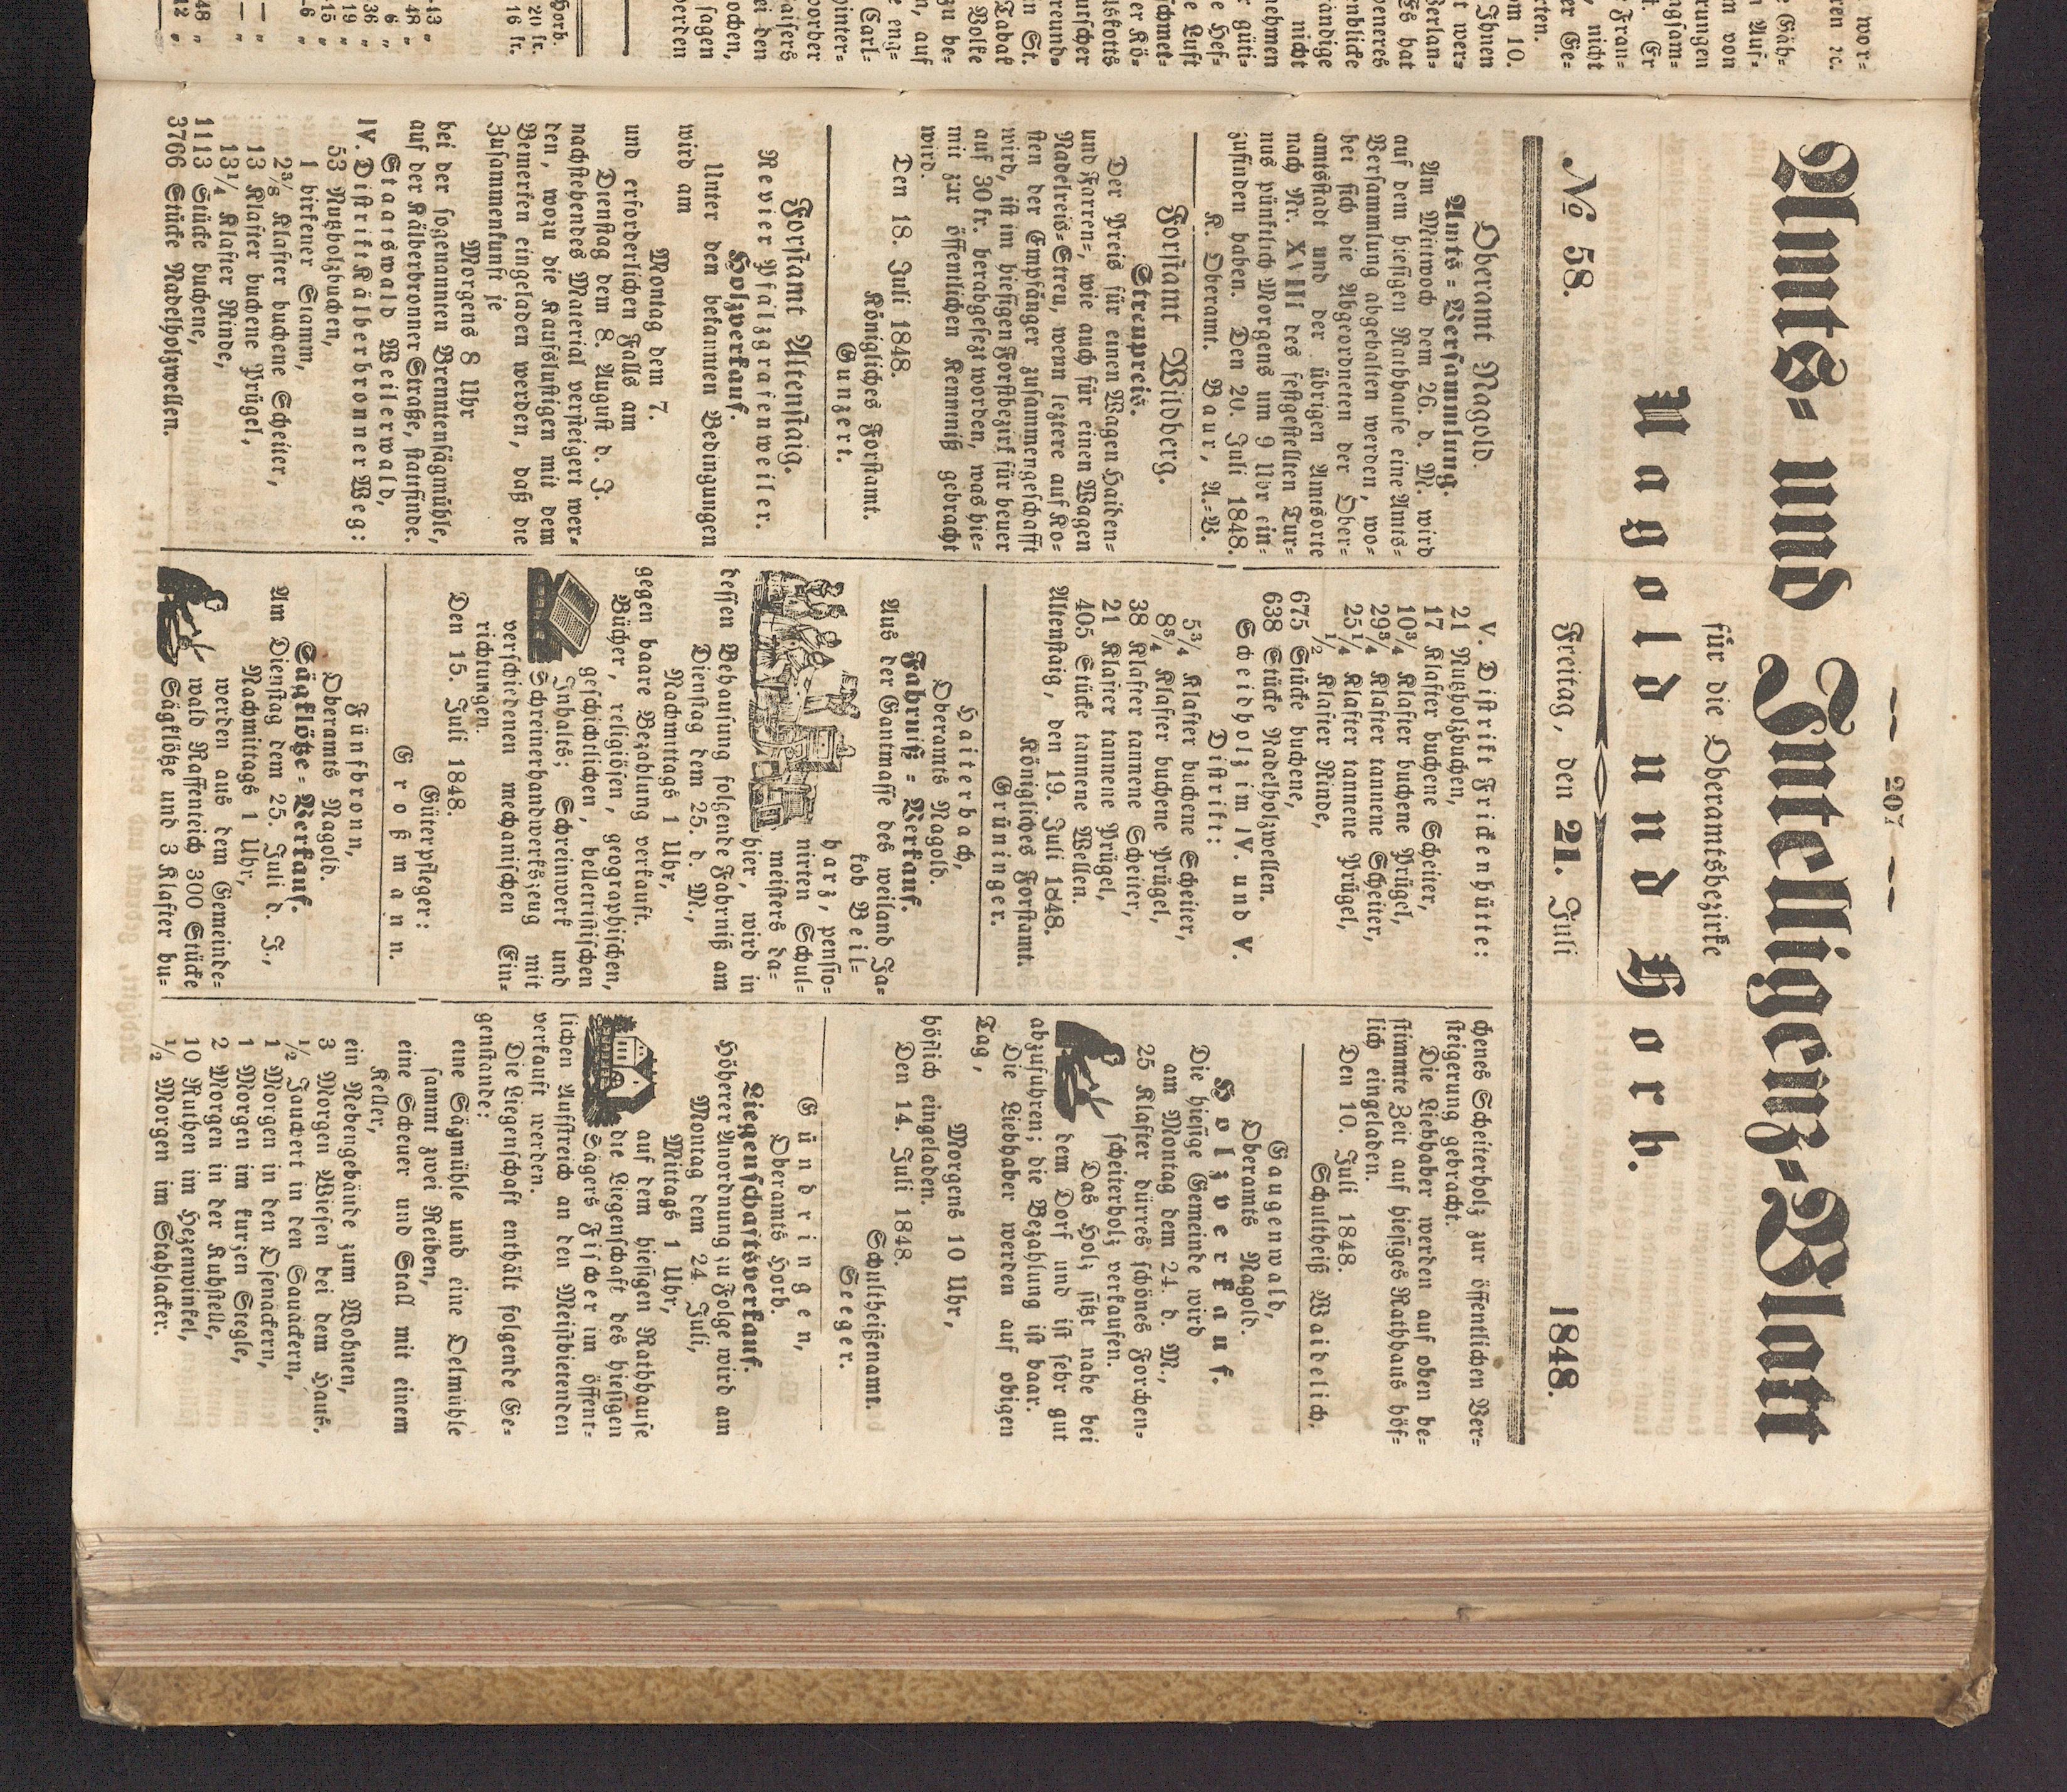 — 207 —
Amts- und Intelligenz-Blatt
für die Oberamtsbezirke
Nagold und Horb.
№ 58.
Freitag, den 21. Juli
1848.
Oberamt Nagold.
Amts-Versammlung.
Am Mitwoch dem 26. d. M. wird
auf dem hiesigen Rathhause eine Amts-
Versammlung abgehalten werden, wo-
bei sich die Abgeordneten der Ober-
amtsstadt und der übrigen Amtsorte
nach Nr. XVIII des festgestellten Tur-
nus pünktlich Morgens um 9 Uhr ein-
zufinden haben. Den 20. Juli 1848.
K. Oberamt. Baur, A.-V.
Forstamt Wildberg.
Streupreis.
Der Preis für einen Wagen Haiden-
und Farren-, wie auch für einen Wagen
Nadelreis-Streu, wenn leztere auf Ko-
sten der Empfänger zusammengeschafft
wird, ist im hiesigen Forstbezirk für heuer
auf 30 kr. herabgesezt worden, was hie-
mit zur öffentlichen Kenntniß gebracht
wird.
Den 18. Juli 1848.
Königliches Forstamt.
Gunzert.
Forstamt Altenstaig.
Revier Pfalzgrafenweiler.
Holzverkauf.
Unter den bekannten Bedingungen
wird am
Montag dem 7.
und erforderlichen Falls am
Dienstag dem 8. August d. J.
nachstehendes Material versteigert wer-
den, wozu die Kaufslustigen mit dem
Bemerken eingeladen werden, daß die
Zusammenkunft je
Morgens 8 Uhr
bei der sogenannten Bremmensägmühle,
auf der Kälberbronner Straße, stattfinde.
Staatswald Weilerwald,
IV. Distrikt Kälberbronner Weg:
53 Nutzholzbuchen,
1 birkener Stamm,
2⅜ Klafter buchene Scheiter,
13 Klafter buchene Prügel,
13¼ Klafter Rinde,
1113 Stücke buchene,
3766 Stücke Nadelholzwellen.
V. Distrikt Frickenhütte:
21 Nutzholzbuchen,
17 Klafter buchene Scheiter,
10¾ Klafter buchene Prügel,
29¾ Klafter tannene Scheiter,
25¼ Klafter tannene Prügel,
½ Klafter Rinde,
675 Stücke buchene,
638 Stücke Nadelholzwellen.
Scheidholz im IV. und V.
Distrikt:
5¾ Klafter buchene Scheiter,
8¾ Klafter buchene Prügel,
38 Klafter tannene Scheiter,
21 Klafter tannene Prügel,
405 Stücke tannene Wellen.
Altenstaig, den 19. Juli 1848.
Königliches Forstamt.
Grüninger.
Haiterbach,
Oberamts Nagold.
Fahrniß-Verkauf.
Aus der Gantmasse des weiland Ja-
kob Beil-
harz, pensio-
nirten Schul-
meisters da-
hier, wird in
dessen Behausung folgende Fahrniß am
Dienstag dem 25. d. M.,
Nachmittags 1 Uhr,
gegen baare Bezahlung verkauft.
Bücher, religiösen, geographischen,
geschichtlichen, belletristischen
Inhalts; Schreinwerk und
Schreinerhandwerkszeug mit
verschiedenen mechanischen Ein-
richtungen.
Den 15. Juli 1848.
Güterpfleger:
Großmann.
Fünfbronn,
Oberamts Nagold.
Sägklötze-Verkauf.
Am Dienstag dem 25. Juli d. J.,
Nachmittags 1 Uhr,
werden aus dem Gemeinde-
wald Nassenteich 300 Stücke
Sägklötze und 3 Klafter bu-
chenes Scheiterholz zur öffentlichen Ver-
steigerung gebracht.
Die Liebhaber werden auf oben be-
stimmte Zeit auf hiesiges Rathhaus höf-
lich eingeladen.
Den 10. Juli 1848.
Schultheiß Waidelich.
Gaugenwald,
Oberamts Nagold.
Holzverkauf.
Die hiesige Gemeinde wird
am Montag dem 24. d. M.,
25 Klafter dürres schönes Forchen-
scheiterholz verkaufen.
Das Holz sitzt nahe bei
dem Dorf und ist sehr gut
abzuführen; die Bezahlung ist baar.
Die Liebhaber werden auf obigen
Tag,
Morgens 10 Uhr,
höflich eingeladen.
Den 14. Juli 1848.
Schultheißenamt.
Seeger.
Gündringen,
Oberamts Horb.
Liegenschaftsverkauf.
Höherer Anordnung zu Folge wird am
Montag dem 24. Juli,
Mittags 1 Uhr,
auf dem hiesigen Rathhause
die Liegenschaft des hiesigen
Sägers Fischer im öffent-
lichen Aufstreich an den Meistbietenden
verkauft werden.
Die Liegenschaft enthält folgende Ge-
genstände:
eine Sägmühle und eine Oelmühle
sammt zwei Reiben,
eine Scheuer und Stall mit einem
Keller,
ein Nebengebäude zum Wohnen,
3 Morgen Wiesen bei dem Haus.
½ Jauchert in den Sauäckern,
1 Morgen in den Osenäckern,
1 Morgen im kurzen Stegle,
2 Morgen in der Kuhstelle,
10 Ruthen im Hezenwinkel,
½ Morgen im Stahlacker.